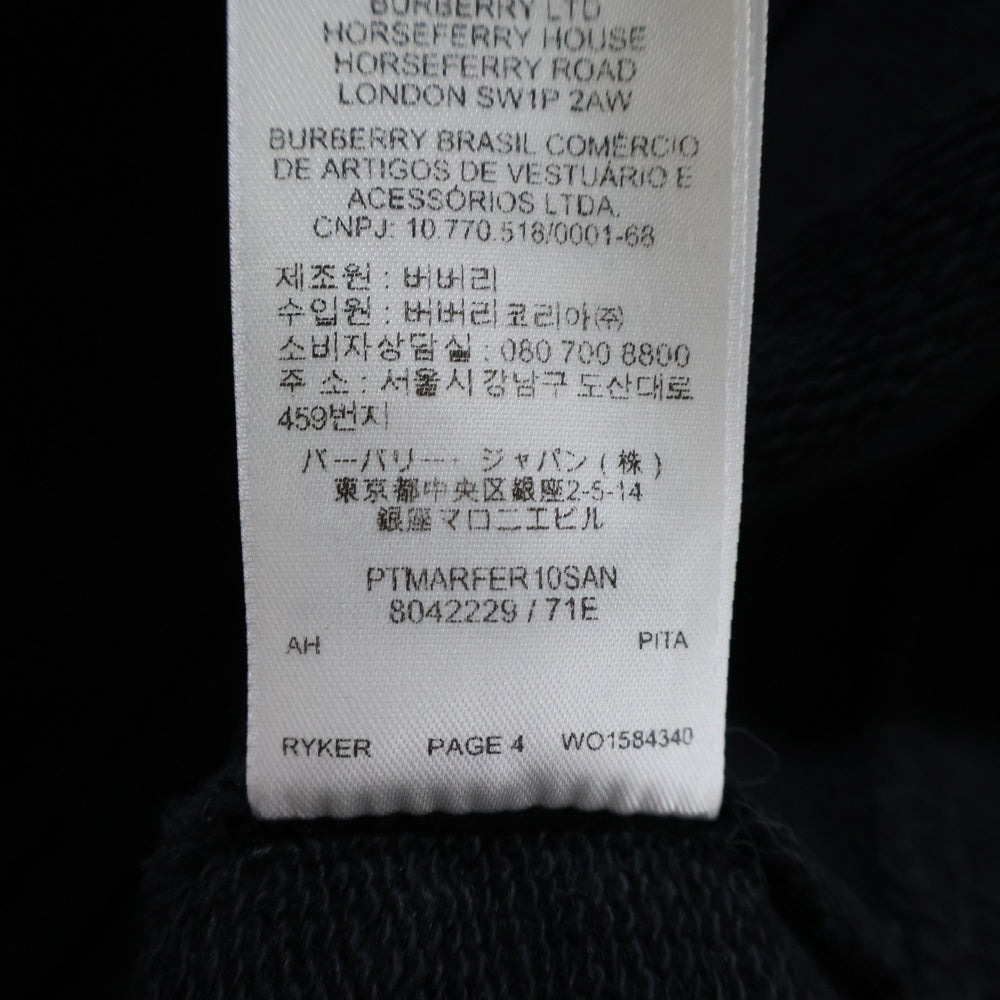 BURBERRY LTD
HORSEFERRY HOUSE
HORSEFERRY ROAD
LONDON SW1P 2AW
BURBERRY BRASIL COMÉRCIO
DE ARTIGOS DE VESTUÁRIO E
ACESSÓRIOS LTDA.
CNPJ: 10.770.518/0001-68
제조원 : 버버리
수입원 : 버버리코리아㈜
소비자상담실 : 080 700 8800
주 소 : 서울시 강남구 도산대로
459번지
バーバリー・ジャパン(株)
東京都中央区銀座2-5-14
銀座マロニエビル
PTMARFER10SAN
8042229 / 71E
AH PITA
RYKER PAGE 4 WO1584340